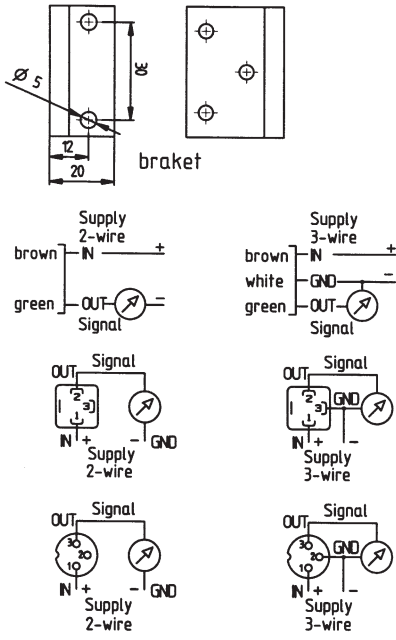 Ø 5
30
12
20
braket
Supply
2-wire
brown IN +
green OUT −
Signal
Supply
3-wire
brown IN +
white GND −
green OUT
Signal
OUT Signal
2
3
1
IN + − GND
Supply
2-wire
OUT Signal
2
3 GND
1
IN + −
Supply
3-wire
OUT Signal
3
2
1
IN + − GND
Supply
2-wire
OUT Signal
3
2 GND
1
IN + −
Supply
3-wire